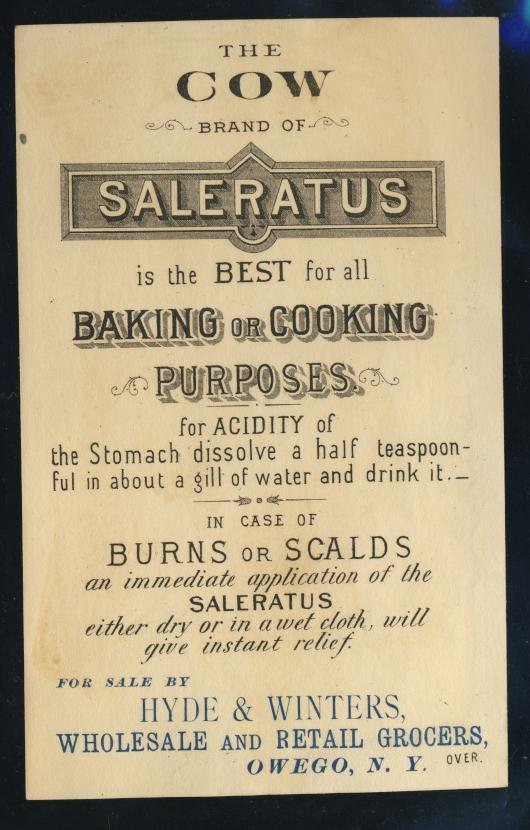 THE
COW
BRAND OF
SALERATUS
is the BEST for all
BAKING OR COOKING
PURPOSES.
for ACIDITY of
the Stomach dissolve a half teaspoon-
ful in about a gill of water and drink it.—
IN CASE OF
BURNS OR SCALDS
an immediate application of the
SALERATUS
either dry or in a wet cloth, will
give instant relief.
FOR SALE BY
HYDE & WINTERS,
WHOLESALE AND RETAIL GROCERS,
OWEGO, N. Y.
OVER.